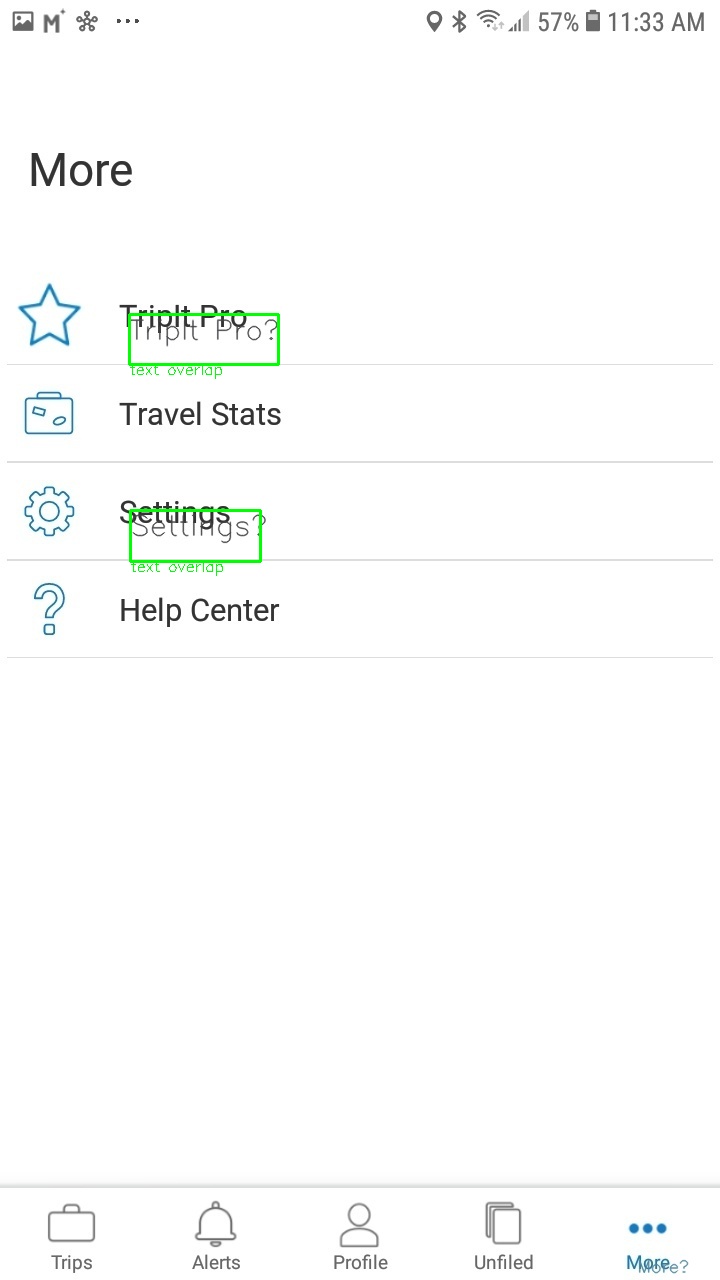 57% 11:33 AM
More
TripIt Pro
TripIt Pro?
text overlap
Travel Stats
Settings
Settings?
text overlap
Help Center
Trips Alerts Profile Unfiled More
More?